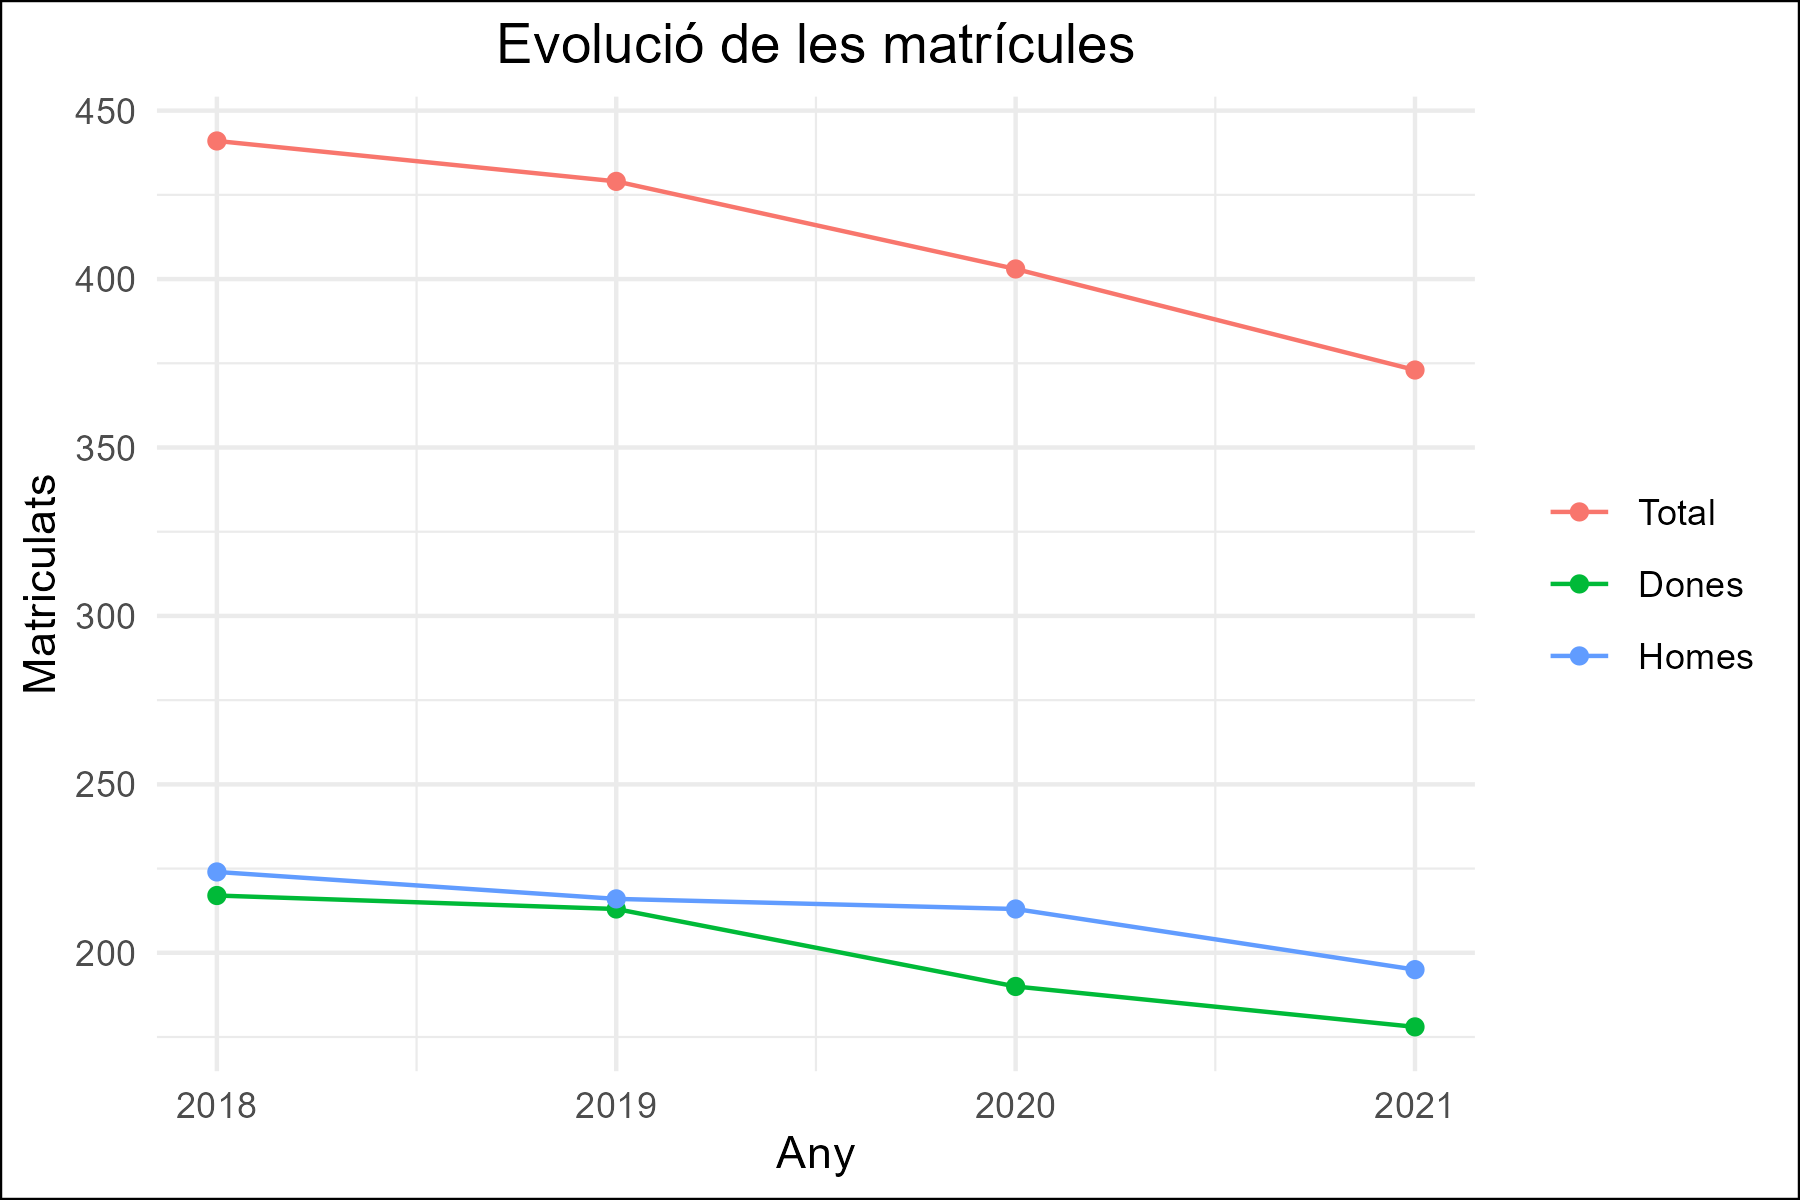 Evolució de les matrícules
Matriculats
450
400
350
300
250
200
2018 2019 2020 2021
Any
Total
Dones
Homes